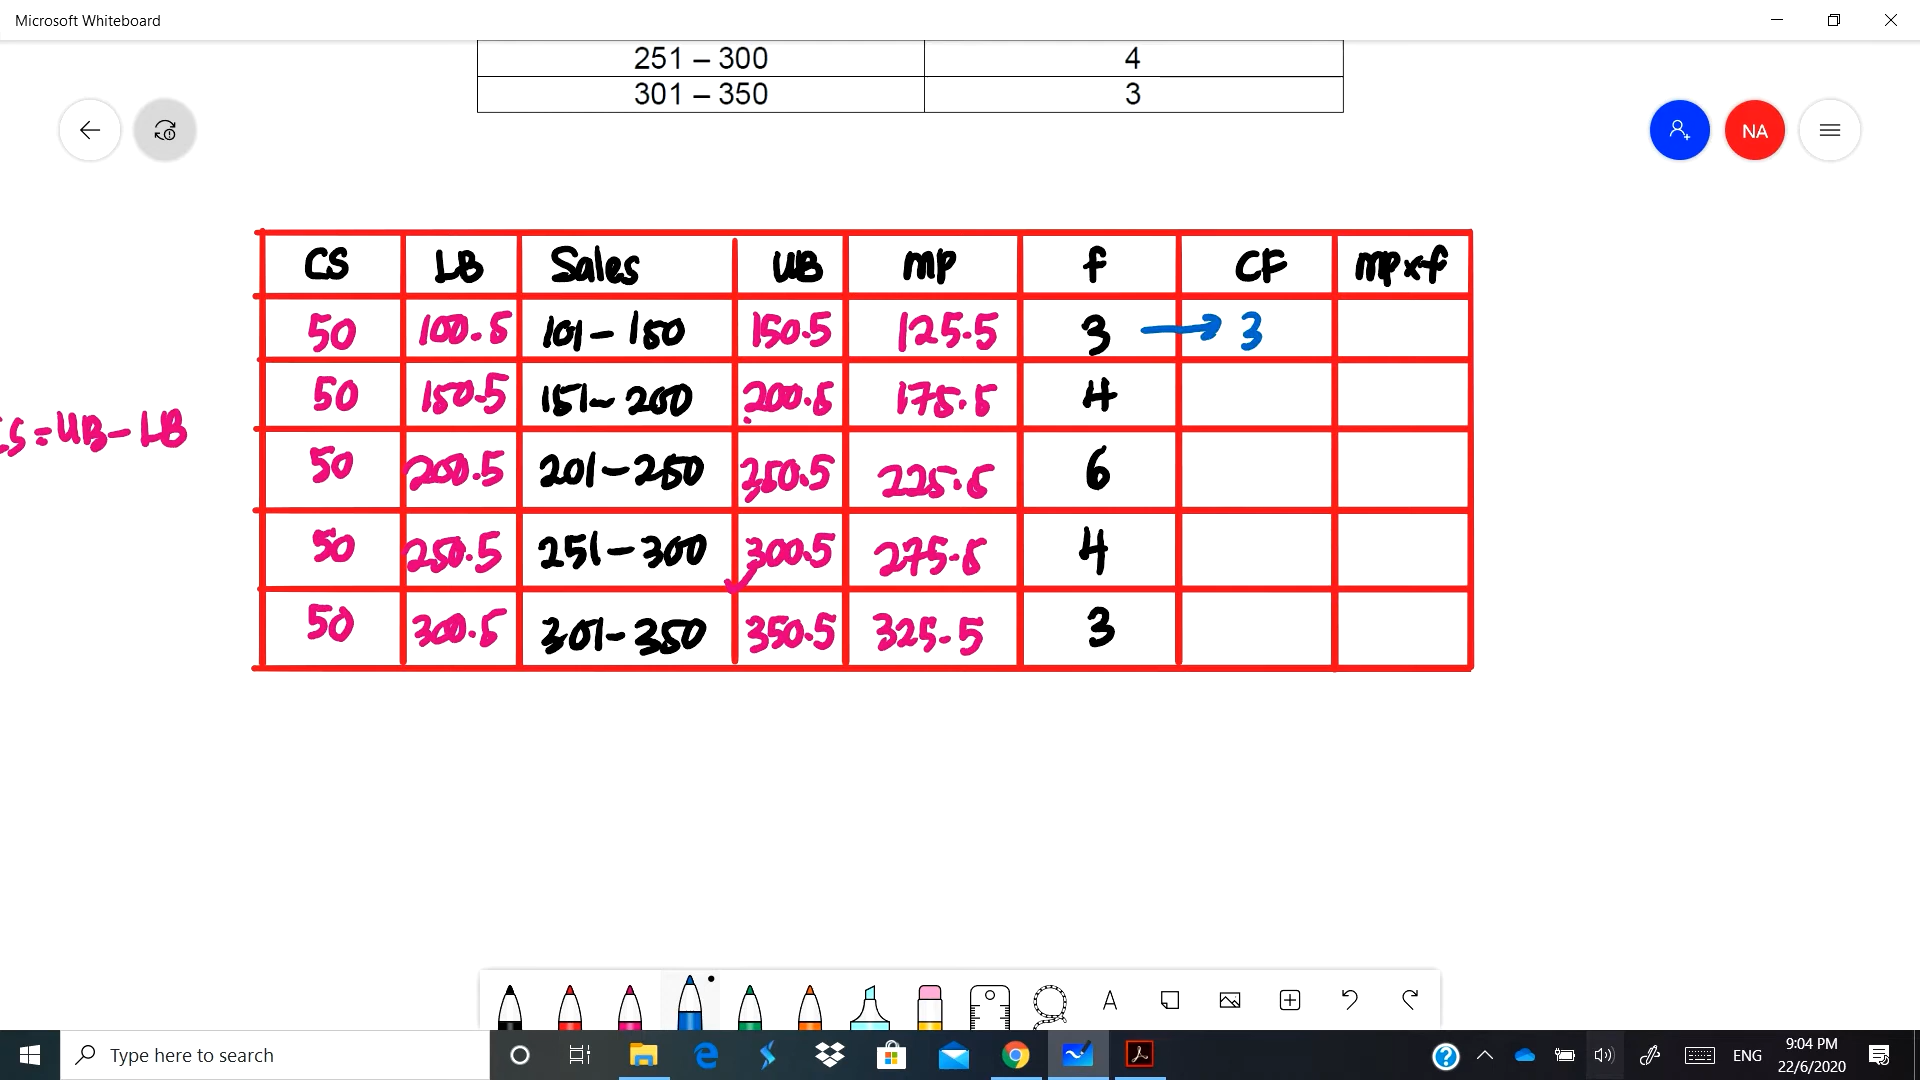 Microsoft Whiteboard
251 – 300 4
301 – 350 3
NA
CS LB Sales UB MP f CF MP×f
50 100.5 101 – 150 150.5 125.5 3 → 3
50 150.5 151 – 200 200.5 175.5 4
CS = UB – LB
50 200.5 201 – 250 250.5 225.5 6
50 250.5 251 – 300 300.5 275.5 4
50 300.5 301 – 350 350.5 325.5 3
A
Type here to search
ENG
9:04 PM
22/6/2020